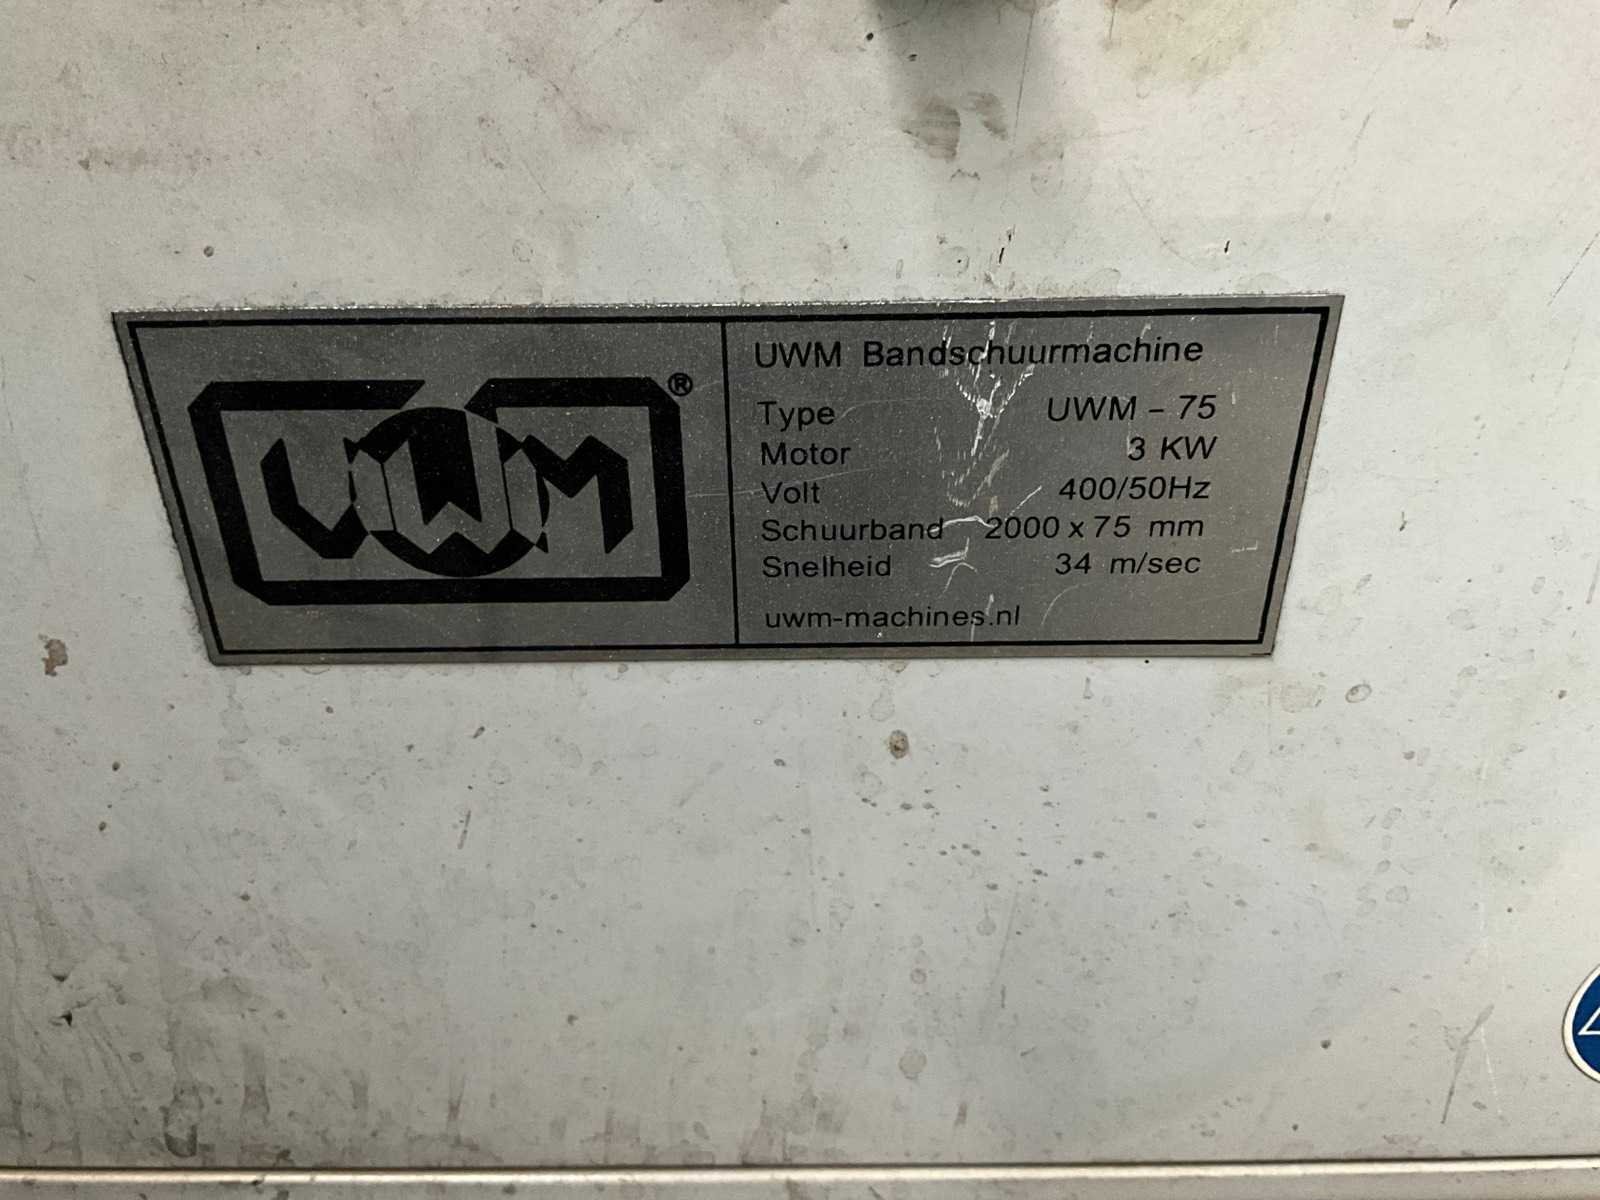 UWM®
UWM Bandschuurmachine
Type UWM - 75
Motor 3 KW
Volt 400/50Hz
Schuurband 2000 x 75 mm
Snelheid 34 m/sec
uwm-machines.nl